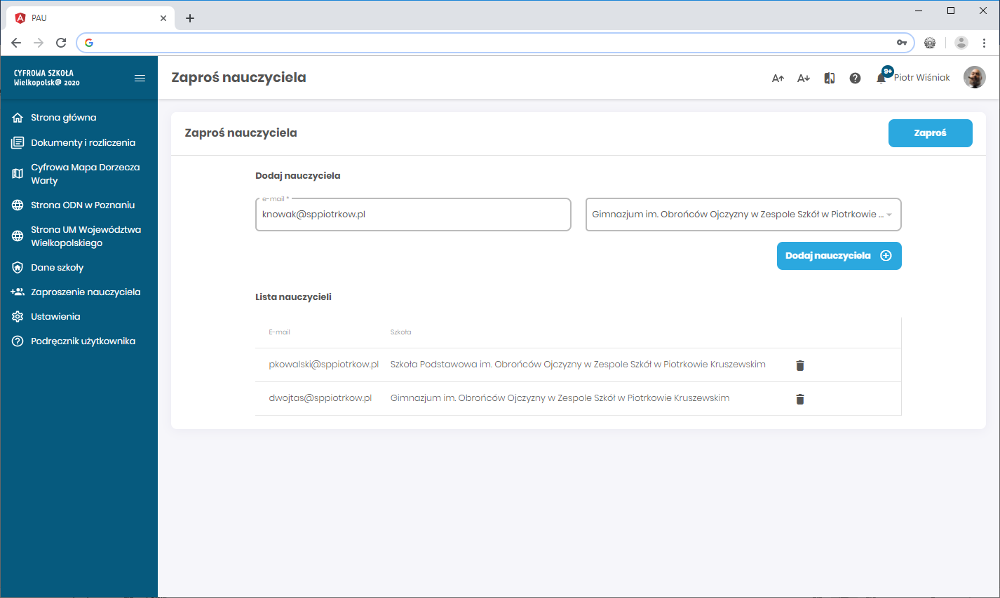 PAU
CYFROWA SZKOŁA
Wielkopolsk@ 2020
Zaproś nauczyciela
9+
Piotr Wiśniak
Strona główna
Dokumenty i rozliczenia
Cyfrowa Mapa Dorzecza
Warty
Strona ODN w Poznaniu
Strona UM Województwa
Wielkopolskiego
Dane szkoły
Zaproszenie nauczyciela
Ustawienia
Podręcznik użytkownika
Zaproś nauczyciela
Zaproś
Dodaj nauczyciela
e-mail *
knowak@sppiotrkow.pl
Gimnazjum im. Obrońców Ojczyzny w Zespole Szkół w Piotrkowie ...
Dodaj nauczyciela
Lista nauczycieli
E-mail Szkoła
pkowalski@sppiotrkow.pl Szkoła Podstawowa im. Obrońców Ojczyzny w Zespole Szkół w Piotrkowie Kruszewskim
dwojtas@sppiotrkow.pl Gimnazjum im. Obrońców Ojczyzny w Zespole Szkół w Piotrkowie Kruszewskim